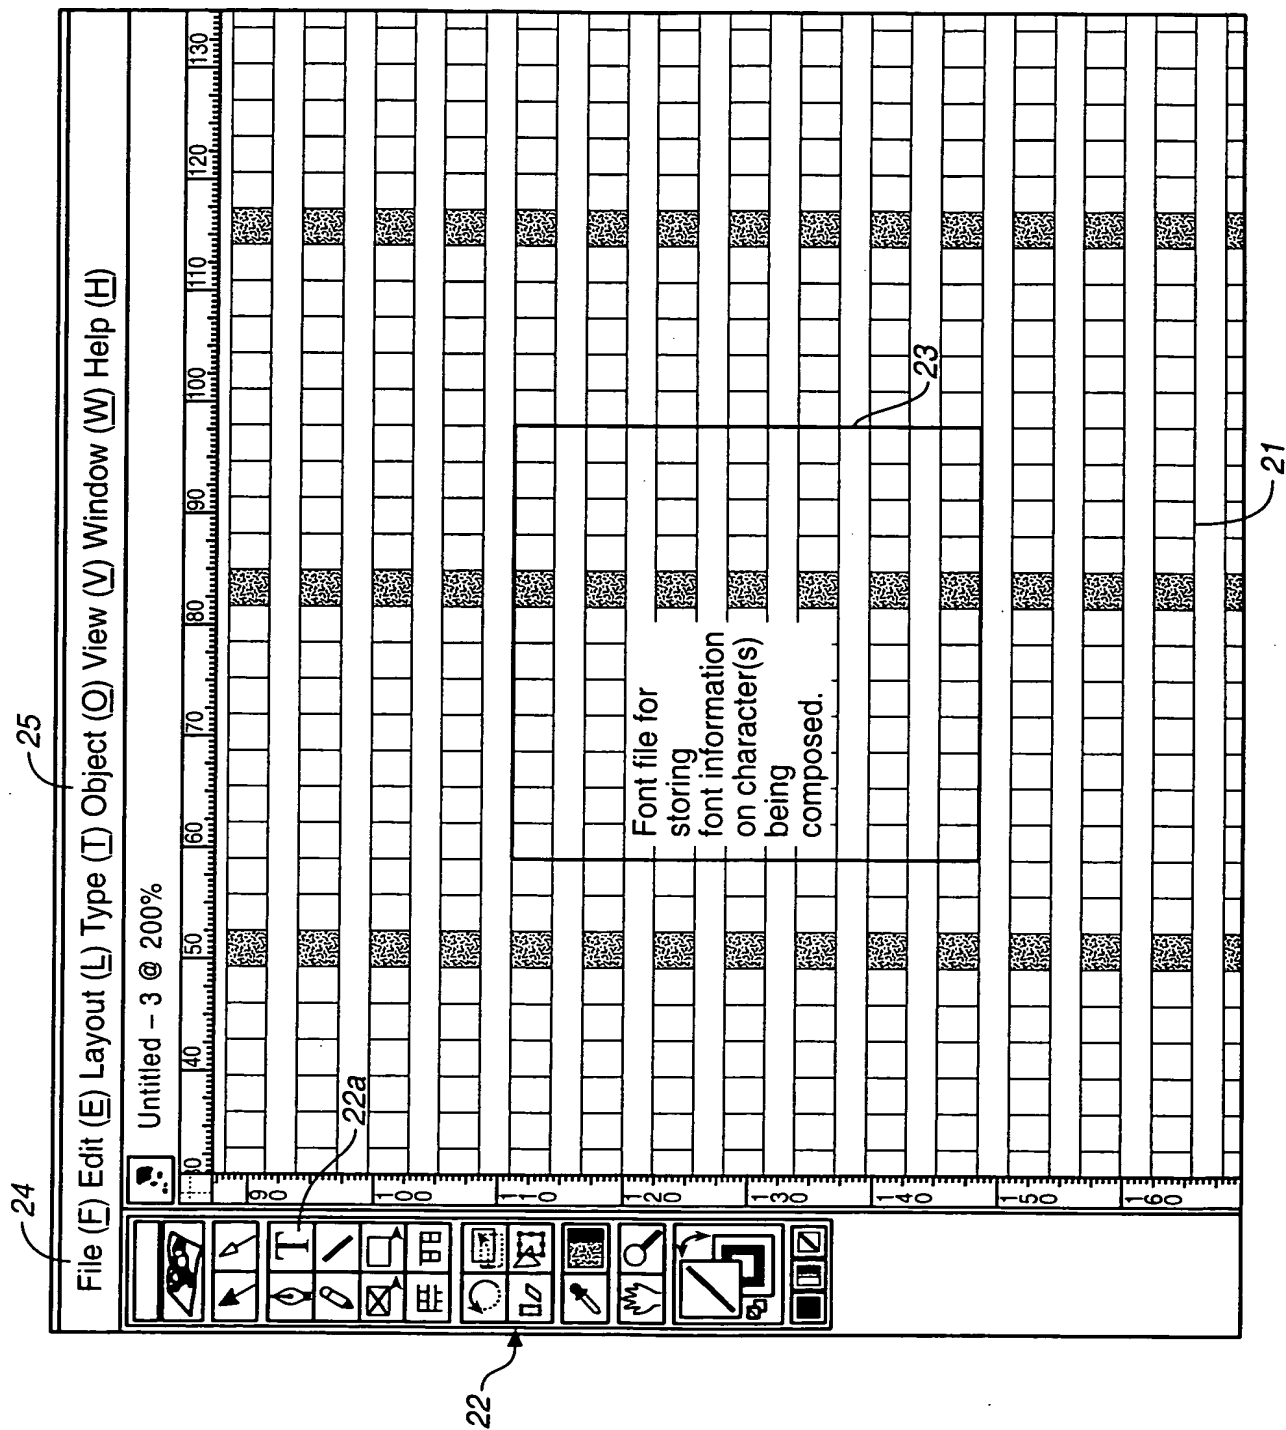 24
25
File (F) Edit (E) Layout (L) Type (T) Object (O) View (V) Window (W) Help (H)
Untitled – 3 @ 200%
30 40 50 60 70 80 90 100 110 120 130
22a
T
22
90
100
110
120
130
140
150
160
Font file for
storing
font information
on character(s)
being
composed.
23
21